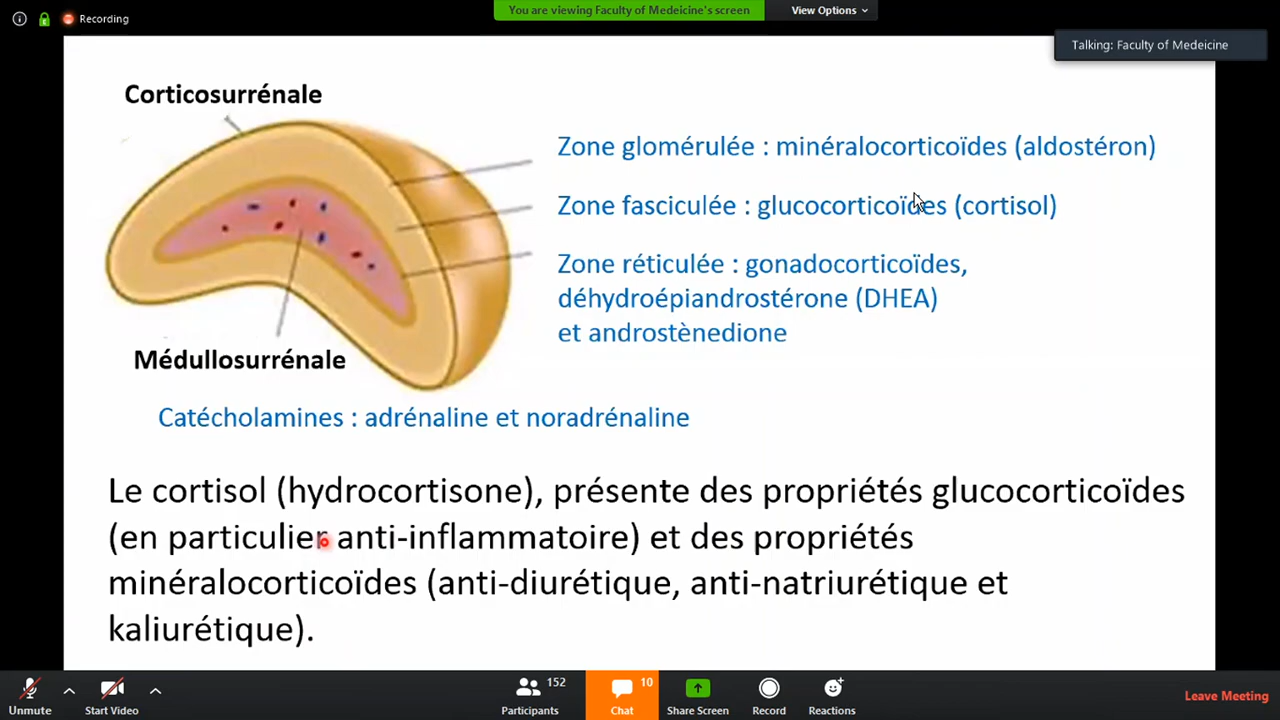 Recording
You are viewing Faculty of Medeicine's screen
View Options
Talking: Faculty of Medeicine
Corticosurrénale
Zone glomérulée : minéralocorticoïdes (aldostéron)
Zone fasciculée : glucocorticoïdes (cortisol)
Zone réticulée : gonadocorticoïdes,
déhydroépiandrostérone (DHEA)
et androstènedione
Médullosurrénale
Catécholamines : adrénaline et noradrénaline
Le cortisol (hydrocortisone), présente des propriétés glucocorticoïdes
(en particulier anti-inflammatoire) et des propriétés
minéralocorticoïdes (anti-diurétique, anti-natriurétique et
kaliurétique).
Unmute
Start Video
152
Participants
10
Chat
Share Screen
Record
Reactions
Leave Meeting